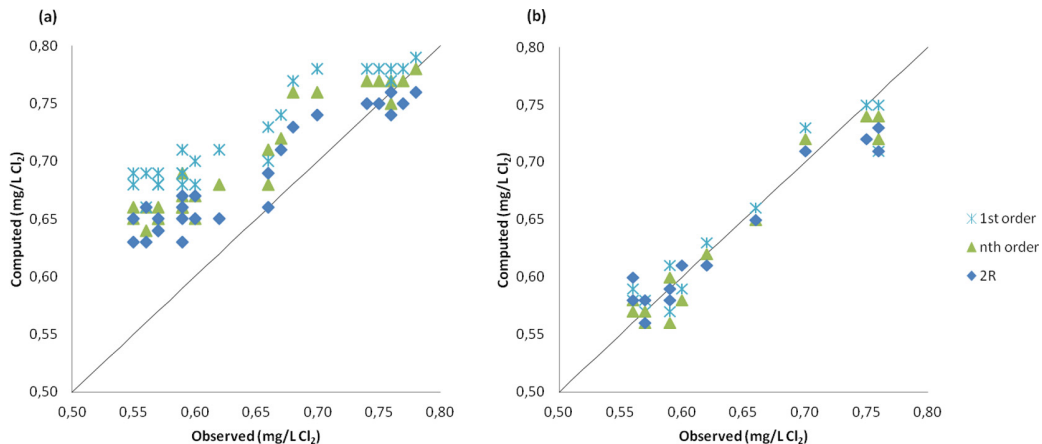 (a)
Computed (mg/L Cl₂)
0,80
0,75
0,70
0,65
0,60
0,55
0,50
0,50 0,55 0,60 0,65 0,70 0,75 0,80
Observed (mg/L Cl₂)
(b)
Computed (mg/L Cl₂)
0,80
0,75
0,70
0,65
0,60
0,55
0,50
0,50 0,55 0,60 0,65 0,70 0,75 0,80
Observed (mg/L Cl₂)
1st order
nth order
2R